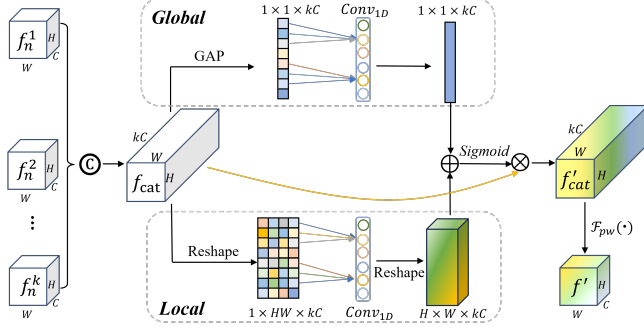 Global
1 × 1 × kC
Conv1D
1 × 1 × kC
GAP
f_n^1
H
C
W
kC
W
H
f_cat
C
f_n^2
H
C
W
⋮
f_n^k
H
C
W
Sigmoid
kC
W
H
f'_cat
ℱ_pw(·)
f'
H
C
W
Reshape
Reshape
1 × HW × kC
Conv1D
H × W × kC
Local